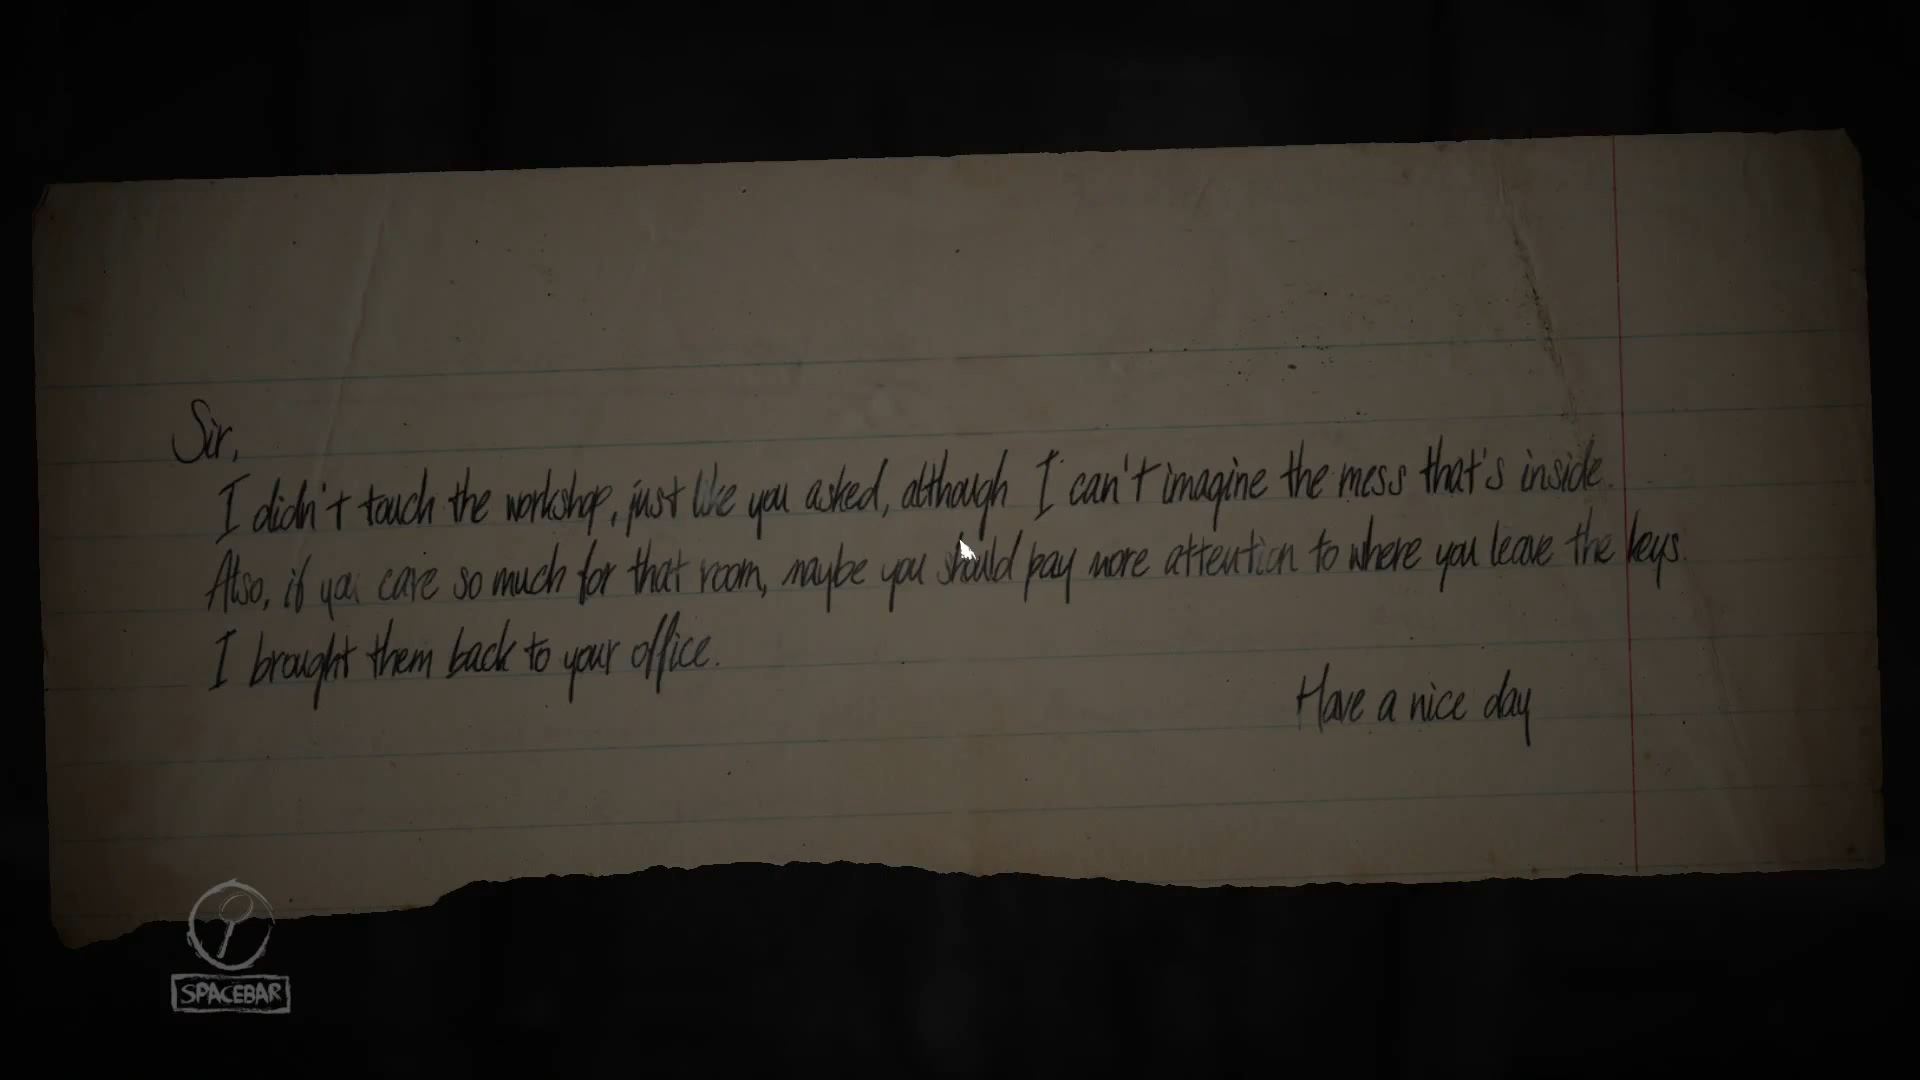 Sir,
I didn't touch the workshop, just like you asked, although I can't imagine the mess that's inside.
Also, if you care so much for that room, maybe you should pay more attention to where you leave the keys.
I brought them back to your office.
Have a nice day
SPACEBAR